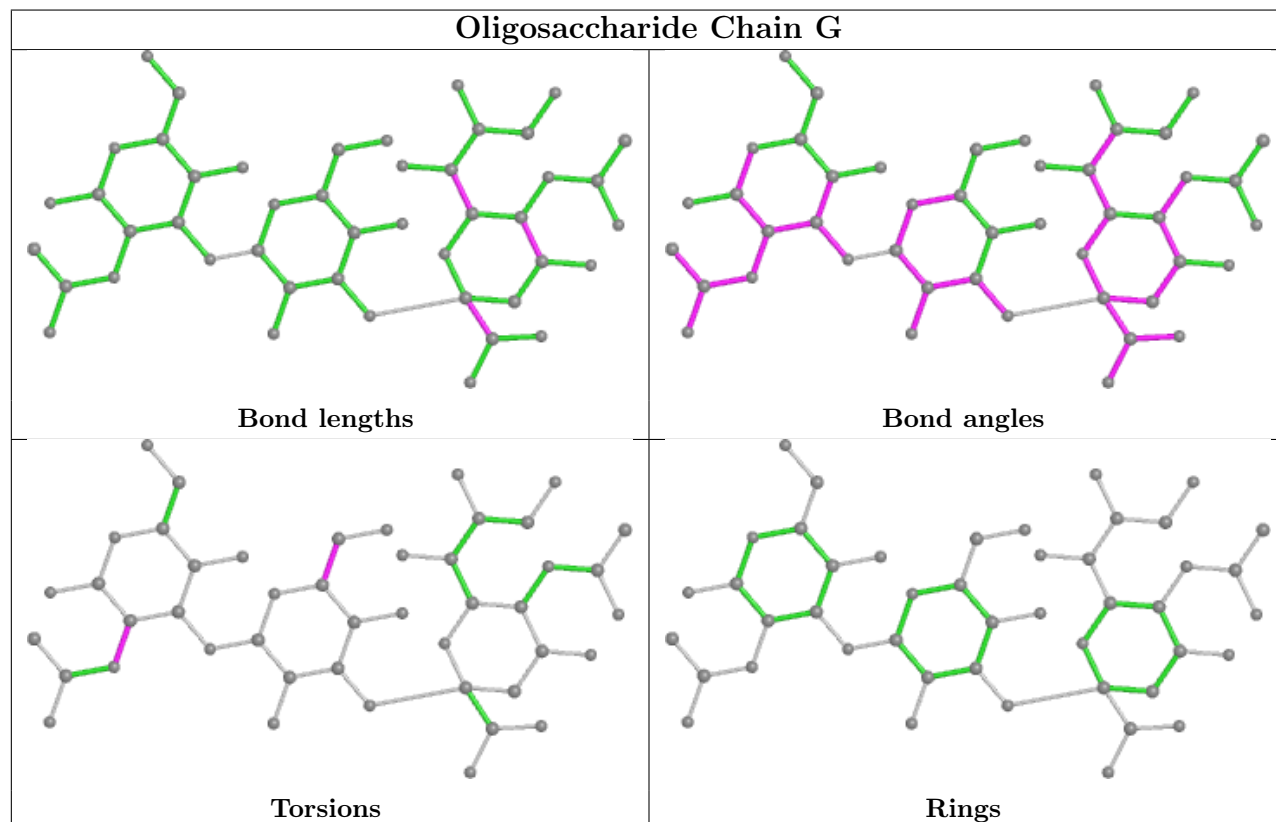 Oligosaccharide Chain G
Bond lengths
Bond angles
Torsions
Rings